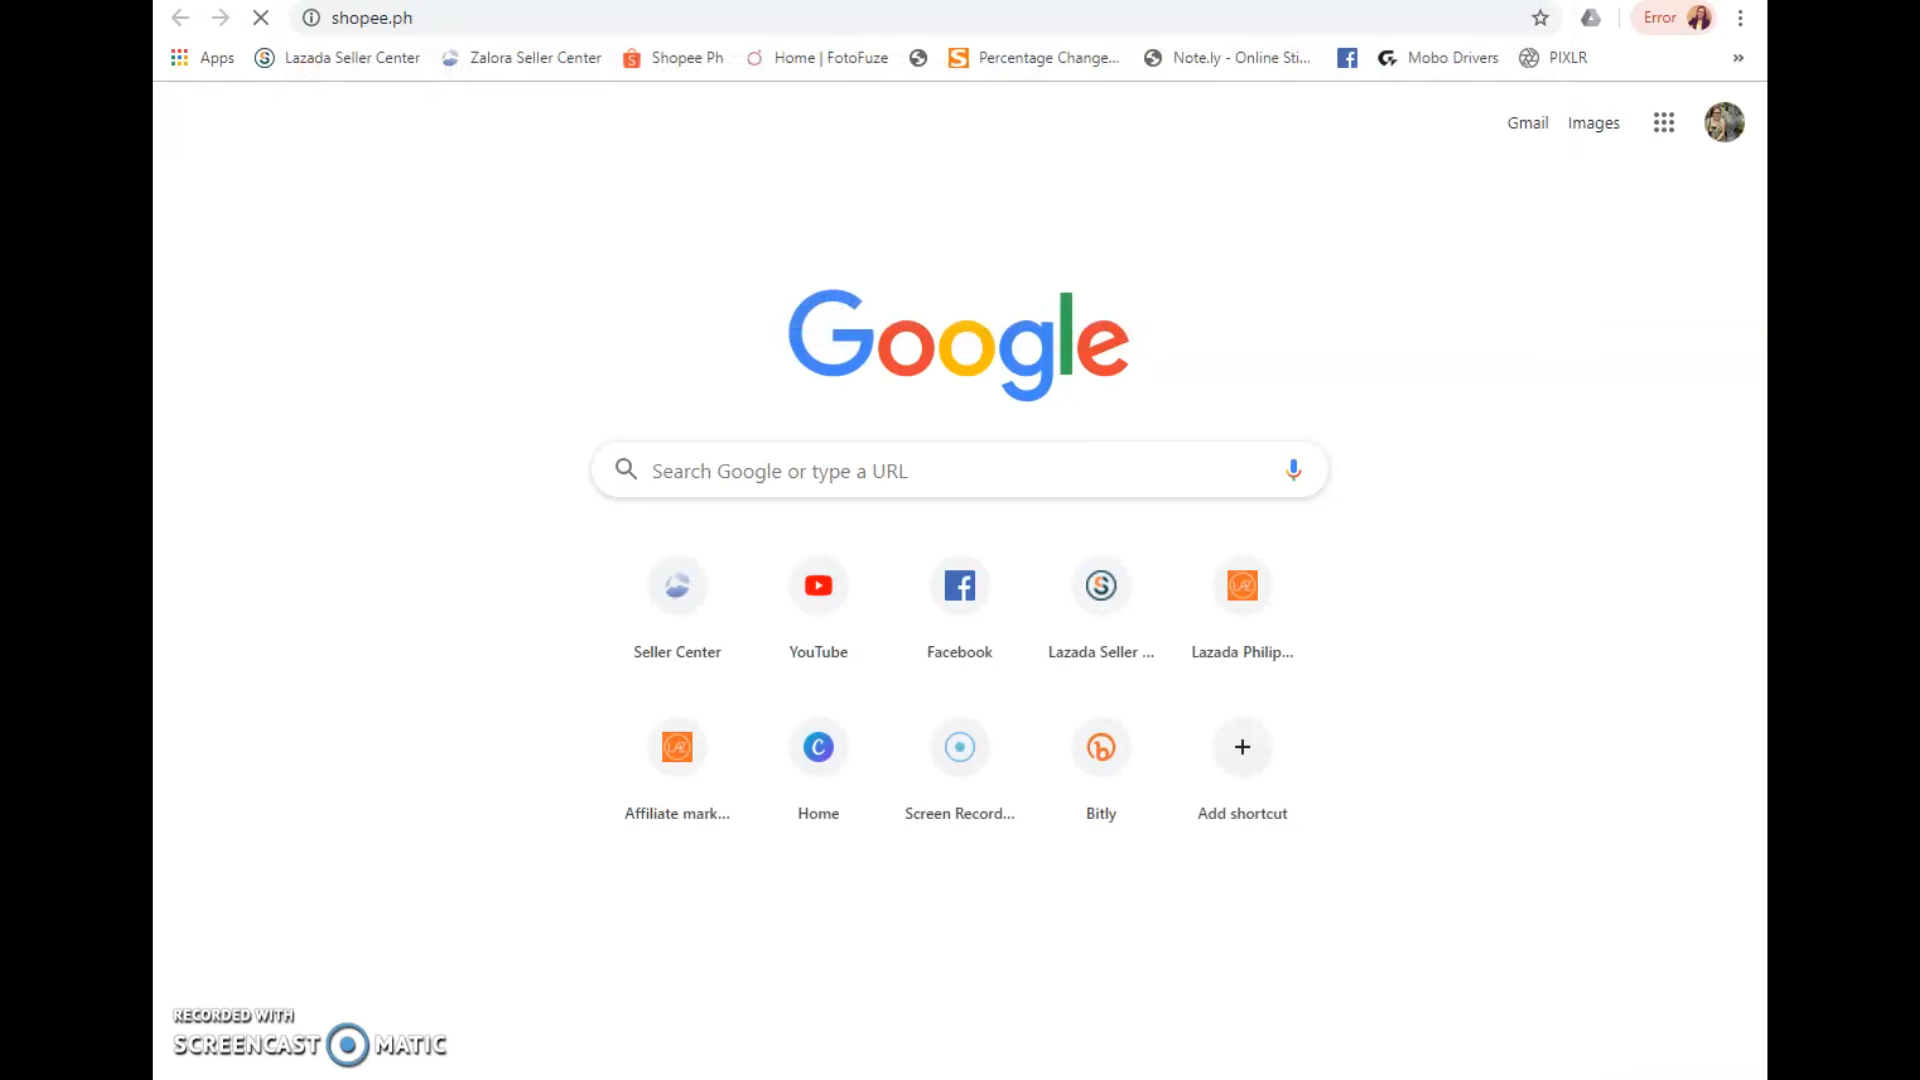 shopee.ph
Error
Apps
Lazada Seller Center
Zalora Seller Center
Shopee Ph
Home | FotoFuze
Percentage Change...
Note.ly - Online Sti...
Mobo Drivers
PIXLR
»
Gmail
Images
Google
Search Google or type a URL
Seller Center
YouTube
Facebook
Lazada Seller ...
Lazada Philip...
Affiliate mark...
Home
Screen Record...
Bitly
Add shortcut
RECORDED WITH
SCREENCAST MATIC